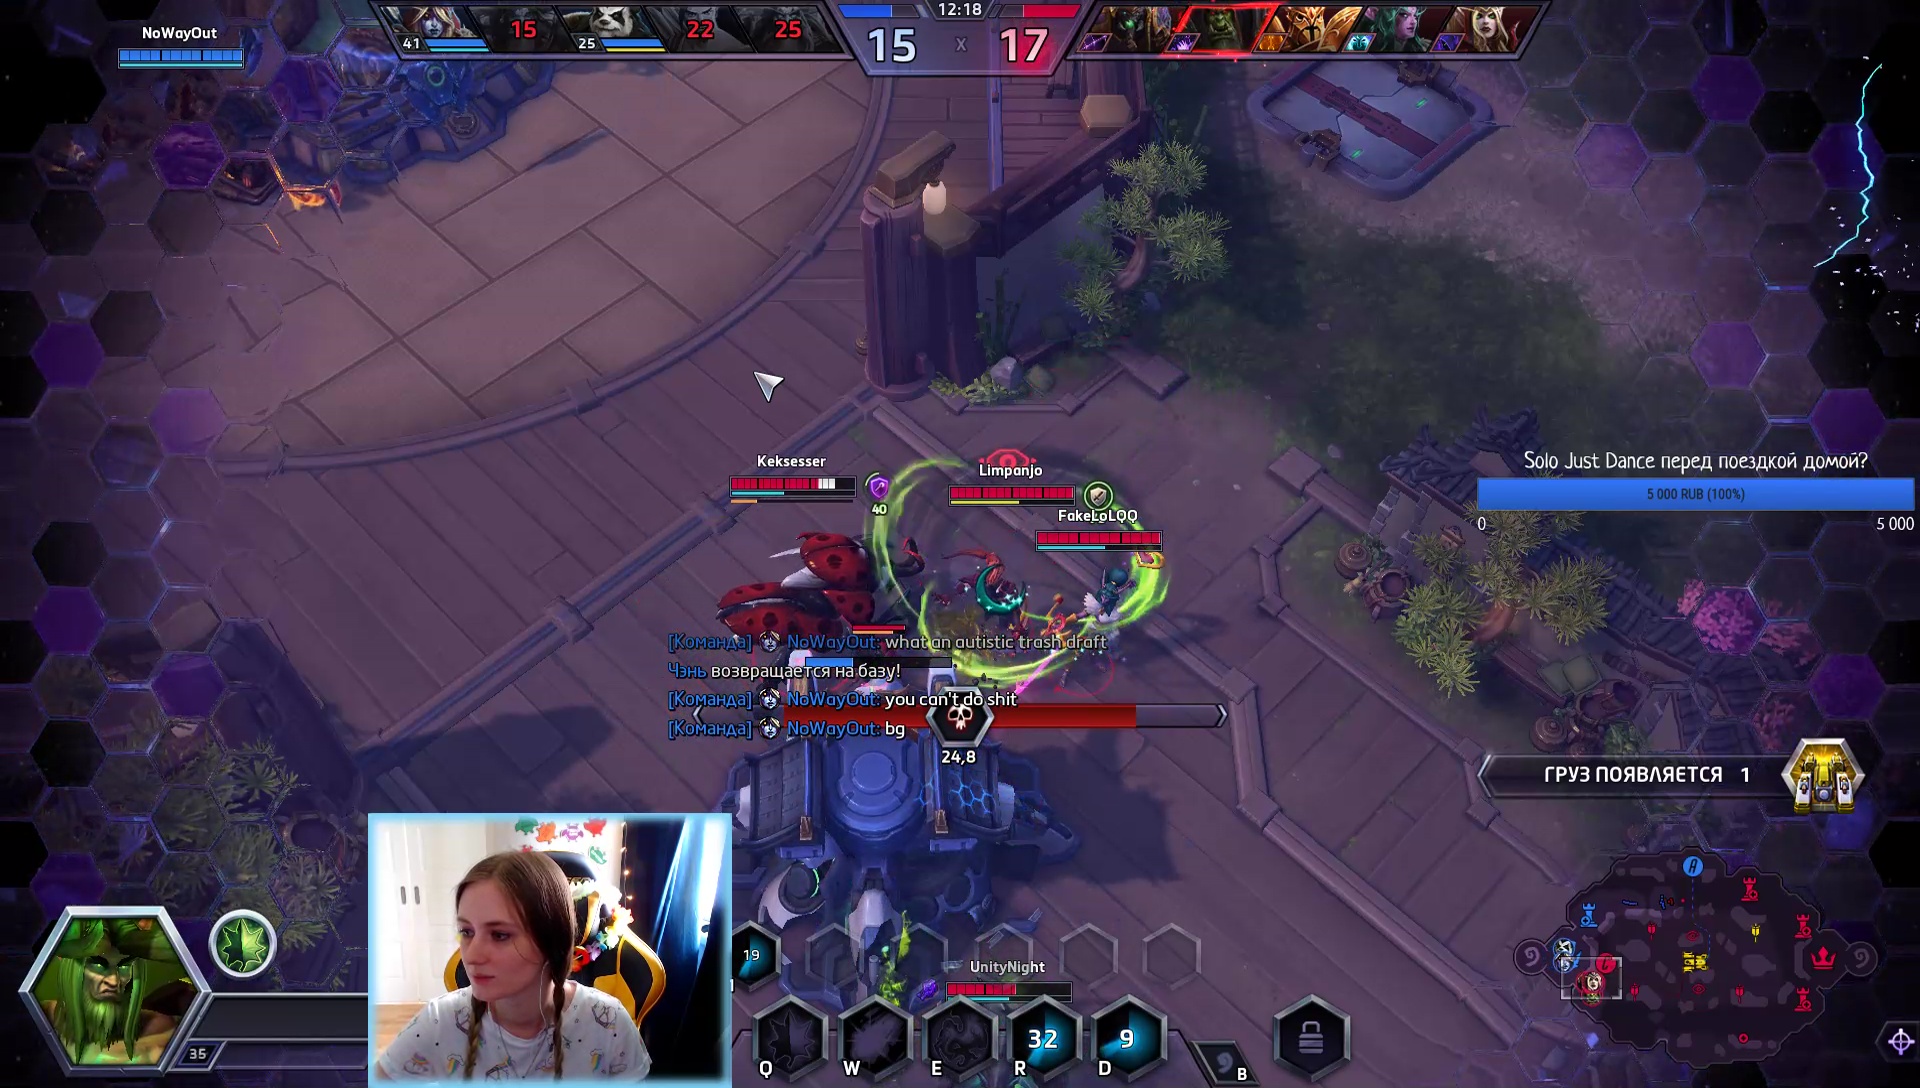 NoWayOut
41
15
25
22
25
12:18
15 X 17
Keksesser
Limpanjo
40
FakeLoLQQ
Solo Just Dance перед поездкой домой?
5 000 RUB (100%)
0
5 000
[Команда] NoWayOut: what an autistic trash draft
Чэнь возвращается на базу!
[Команда] NoWayOut: you can't do shit
[Команда] NoWayOut: bg
24,8
ГРУЗ ПОЯВЛЯЕТСЯ 1
19
UnityNight
32
9
35
Q
W
E
R
D
B